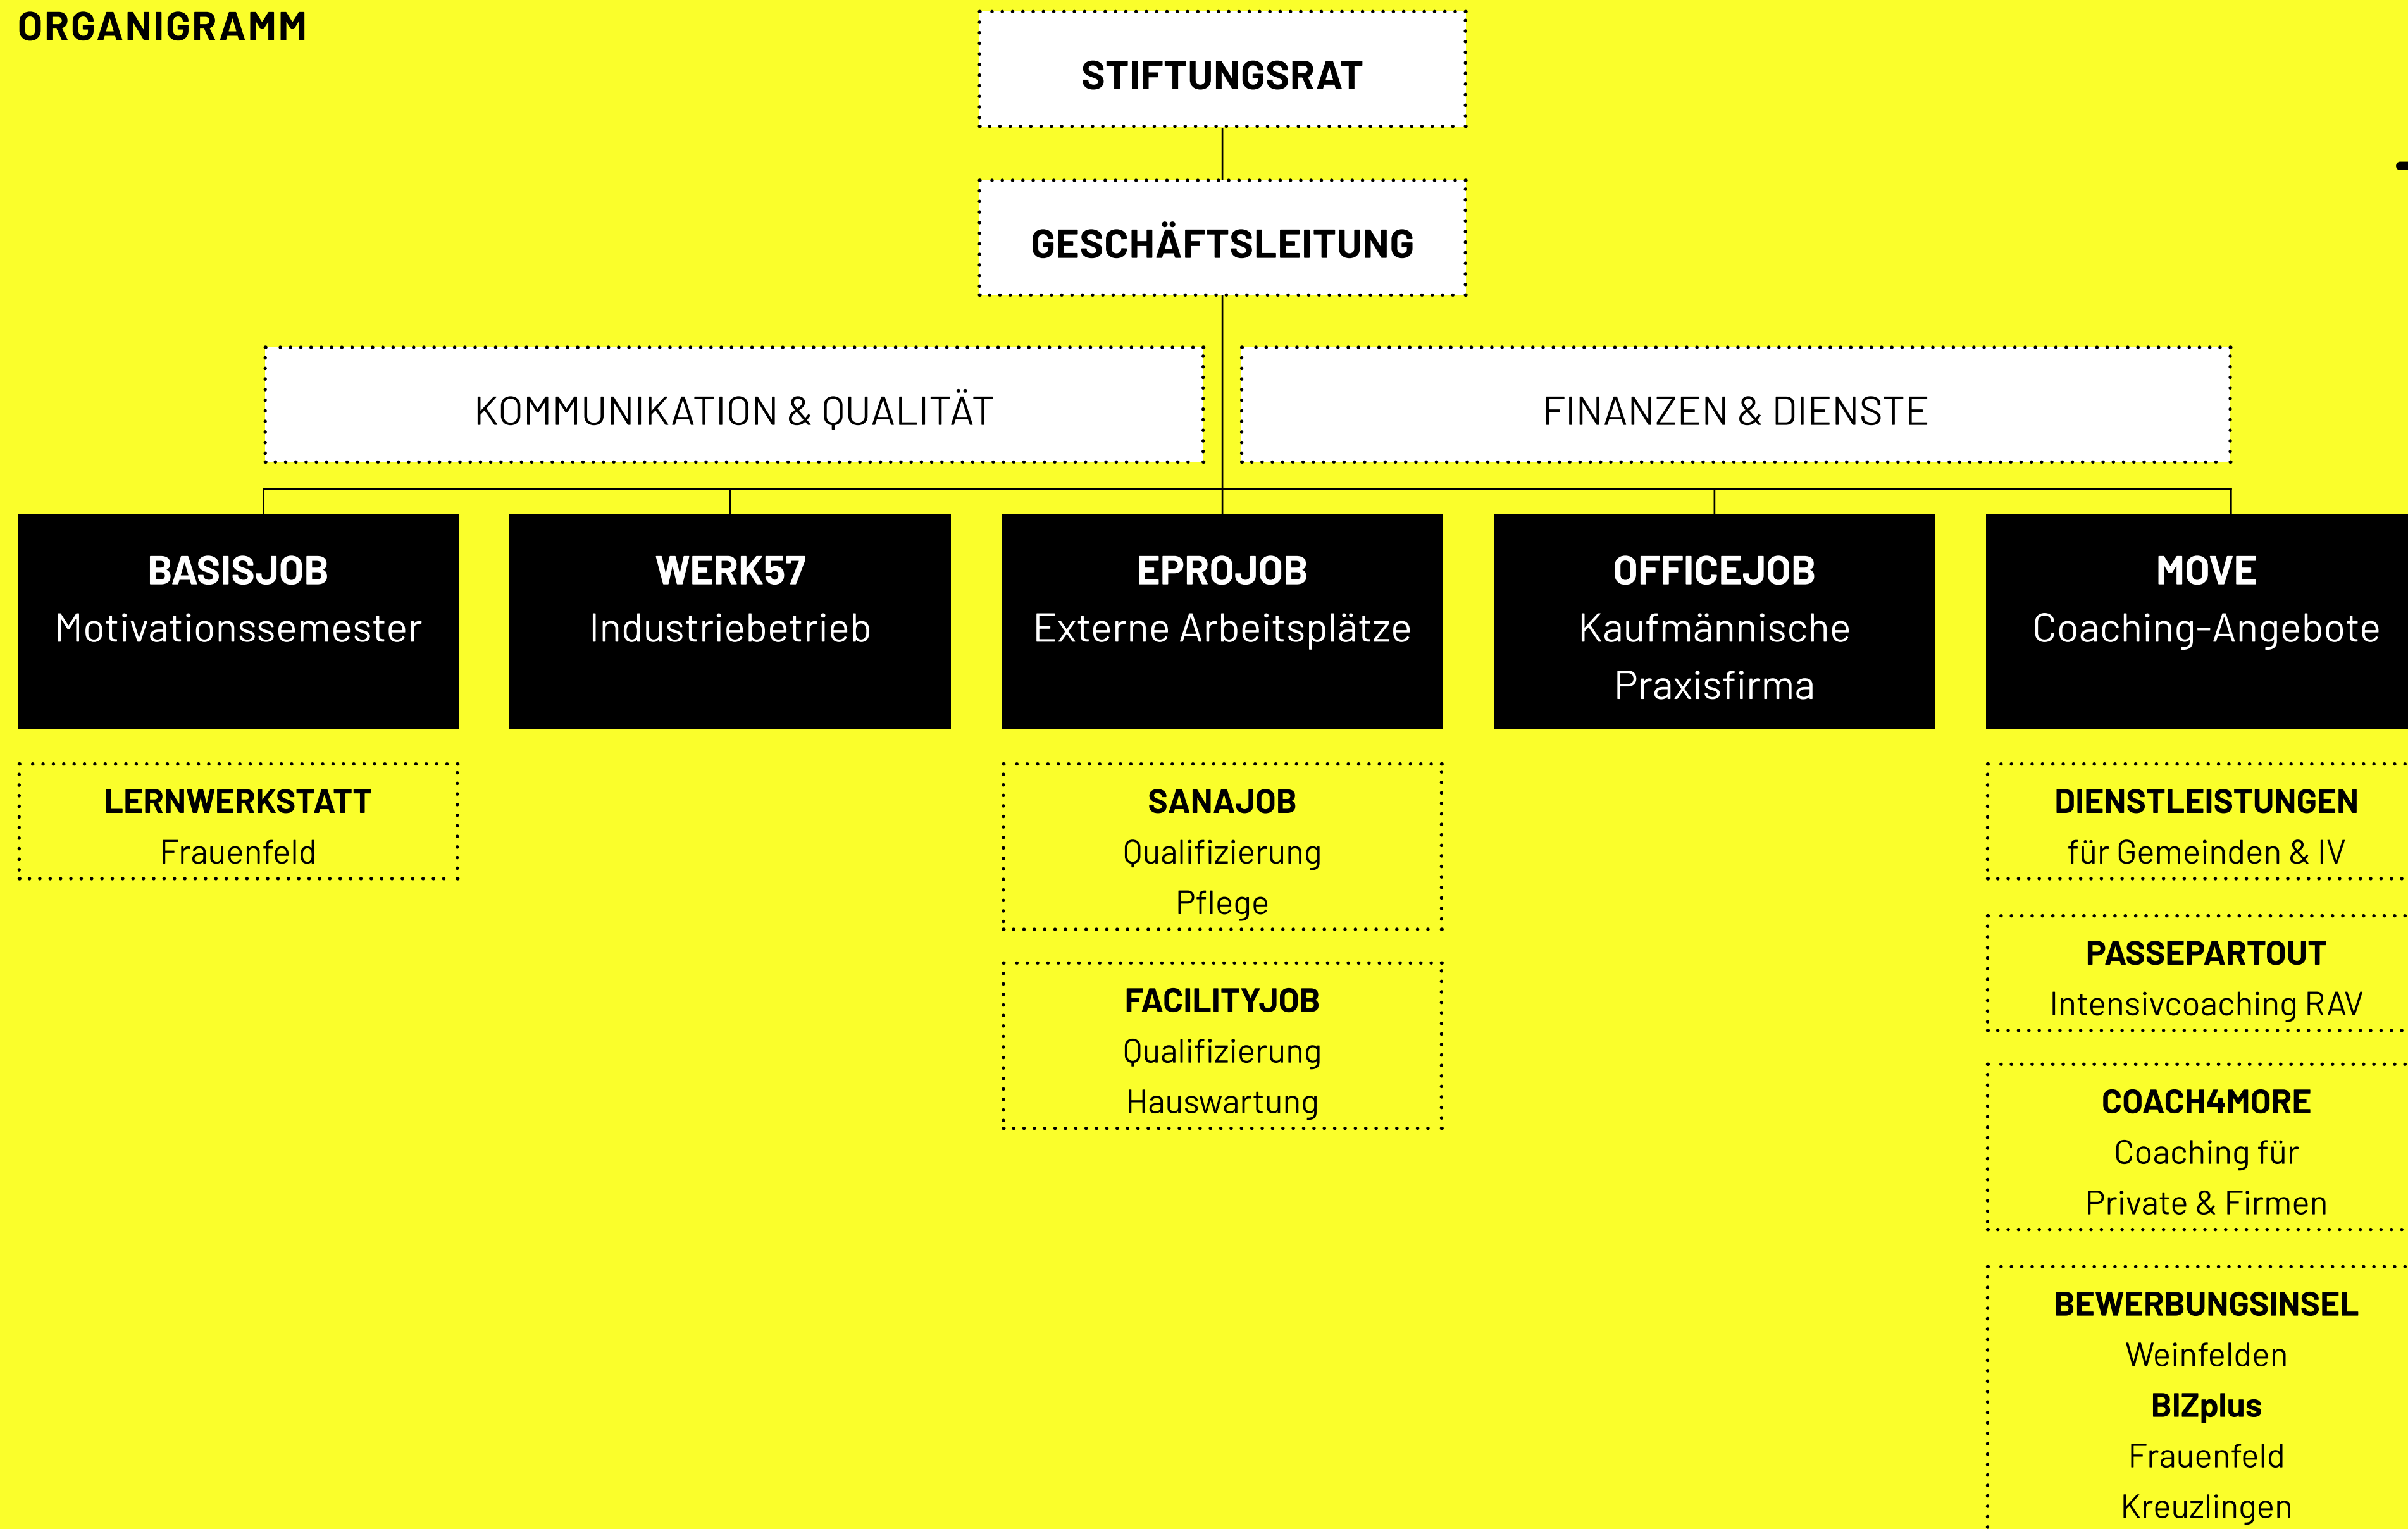 ORGANIGRAMM
STIFTUNGSRAT
GESCHÄFTSLEITUNG
KOMMUNIKATION & QUALITÄT
FINANZEN & DIENSTE
BASISJOB
Motivationssemester
WERK57
Industriebetrieb
EPROJOB
Externe Arbeitsplätze
OFFICEJOB
Kaufmännische
Praxisfirma
MOVE
Coaching-Angebote
LERNWERKSTATT
Frauenfeld
SANAJOB
Qualifizierung
Pflege
FACILITYJOB
Qualifizierung
Hauswartung
DIENSTLEISTUNGEN
für Gemeinden & IV
PASSEPARTOUT
Intensivcoaching RAV
COACH4MORE
Coaching für
Private & Firmen
BEWERBUNGSINSEL
Weinfelden
BIZplus
Frauenfeld
Kreuzlingen